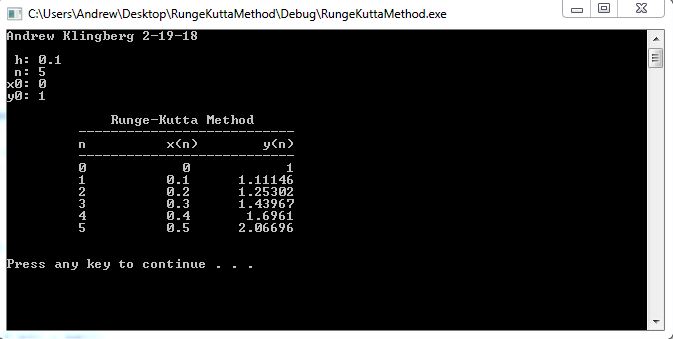 C:\Users\Andrew\Desktop\RungeKuttaMethod\Debug\RungeKuttaMethod.exe
Andrew Klingberg 2-19-18
h: 0.1
n: 5
x0: 0
y0: 1
Runge-Kutta Method
n x(n) y(n)
0 0 1
1 0.1 1.11146
2 0.2 1.25302
3 0.3 1.43967
4 0.4 1.6961
5 0.5 2.06696
Press any key to continue . . .